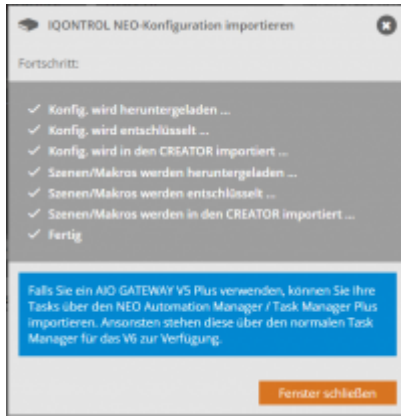 IQONTROL NEO-Konfiguration importieren
Fortschritt:
Konfig. wird heruntergeladen ...
Konfig. wird entschlüsselt ...
Konfig. wird in den CREATOR importiert ...
Szenen/Makros werden heruntergeladen ...
Szenen/Makros werden entschlüsselt ...
Szenen/Makros werden in den CREATOR importiert ...
Fertig
Falls Sie ein AIO GATEWAY V5 Plus verwenden, können Sie Ihre
Tasks über den NEO Automation Manager / Task Manager Plus
importieren. Ansonsten stehen diese über den normalen Task
Manager für das V6 zur Verfügung.
Fenster schließen